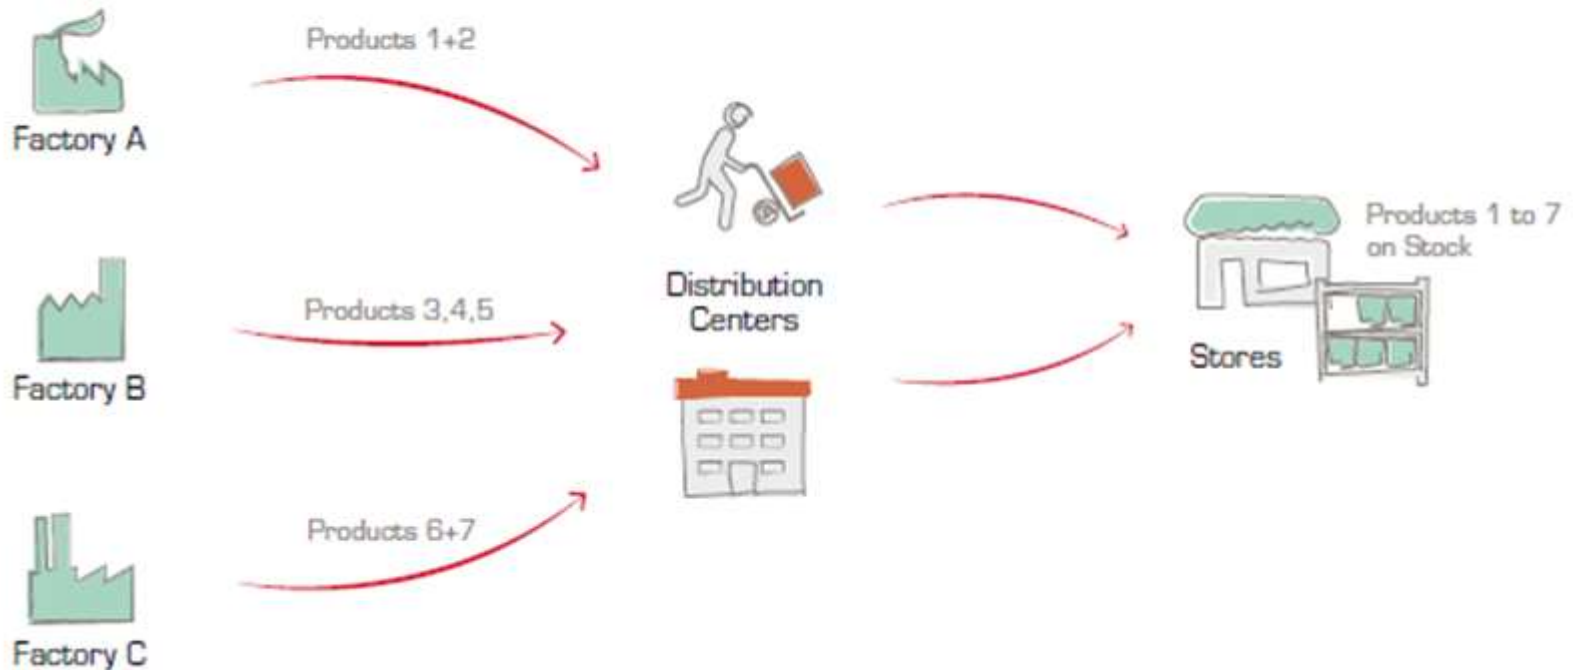 Products 1+2
Factory A
Products 3,4,5
Factory B
Products 6+7
Factory C
Distribution
Centers
Products 1 to 7
on Stock
Stores